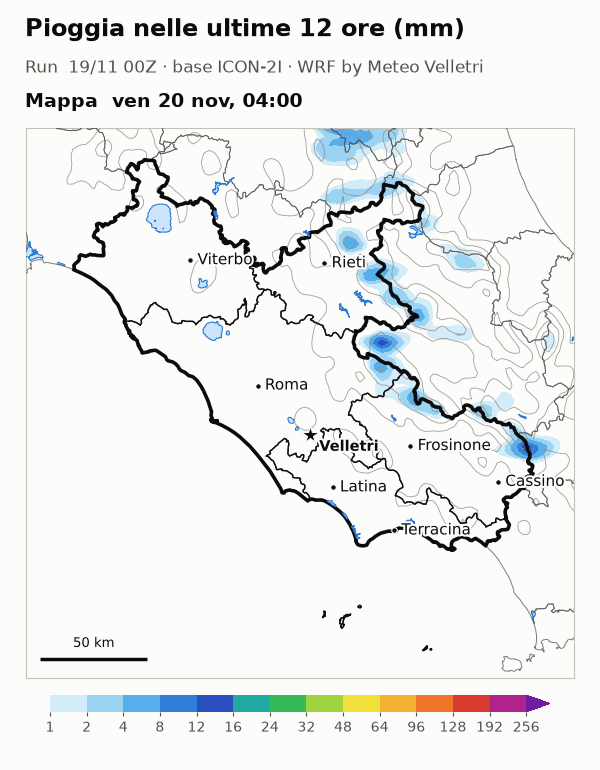 Pioggia nelle ultime 12 ore (mm)
Run 19/11 00Z · base ICON-2I · WRF by Meteo Velletri
Mappa ven 20 nov, 04:00
Viterbo
Rieti
Roma
Velletri
Frosinone
Latina
Cassino
Terracina
50 km
1 2 4 8 12 16 24 32 48 64 96 128 192 256